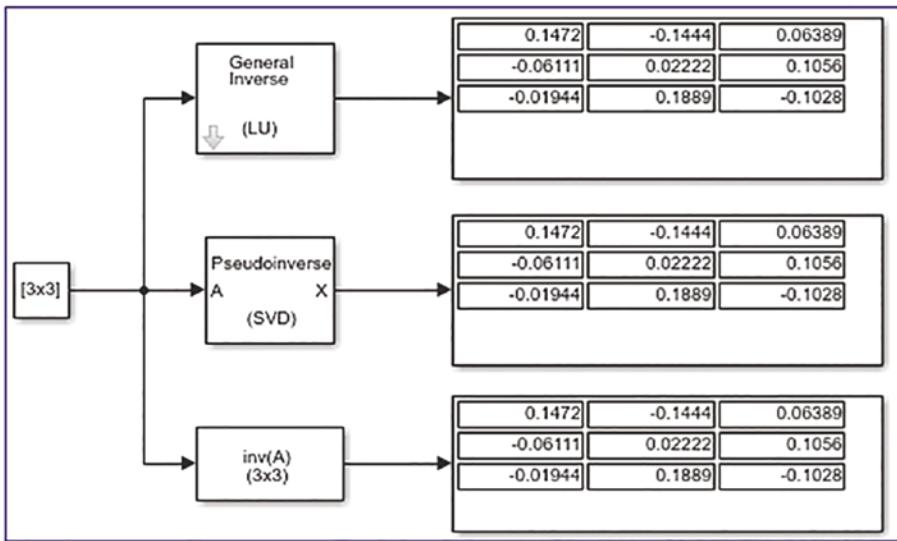 General
Inverse
(LU)
0.1472 -0.1444 0.06389
-0.06111 0.02222 0.1056
-0.01944 0.1889 -0.1028
[3x3]
Pseudoinverse
A X
(SVD)
0.1472 -0.1444 0.06389
-0.06111 0.02222 0.1056
-0.01944 0.1889 -0.1028
inv(A)
(3x3)
0.1472 -0.1444 0.06389
-0.06111 0.02222 0.1056
-0.01944 0.1889 -0.1028